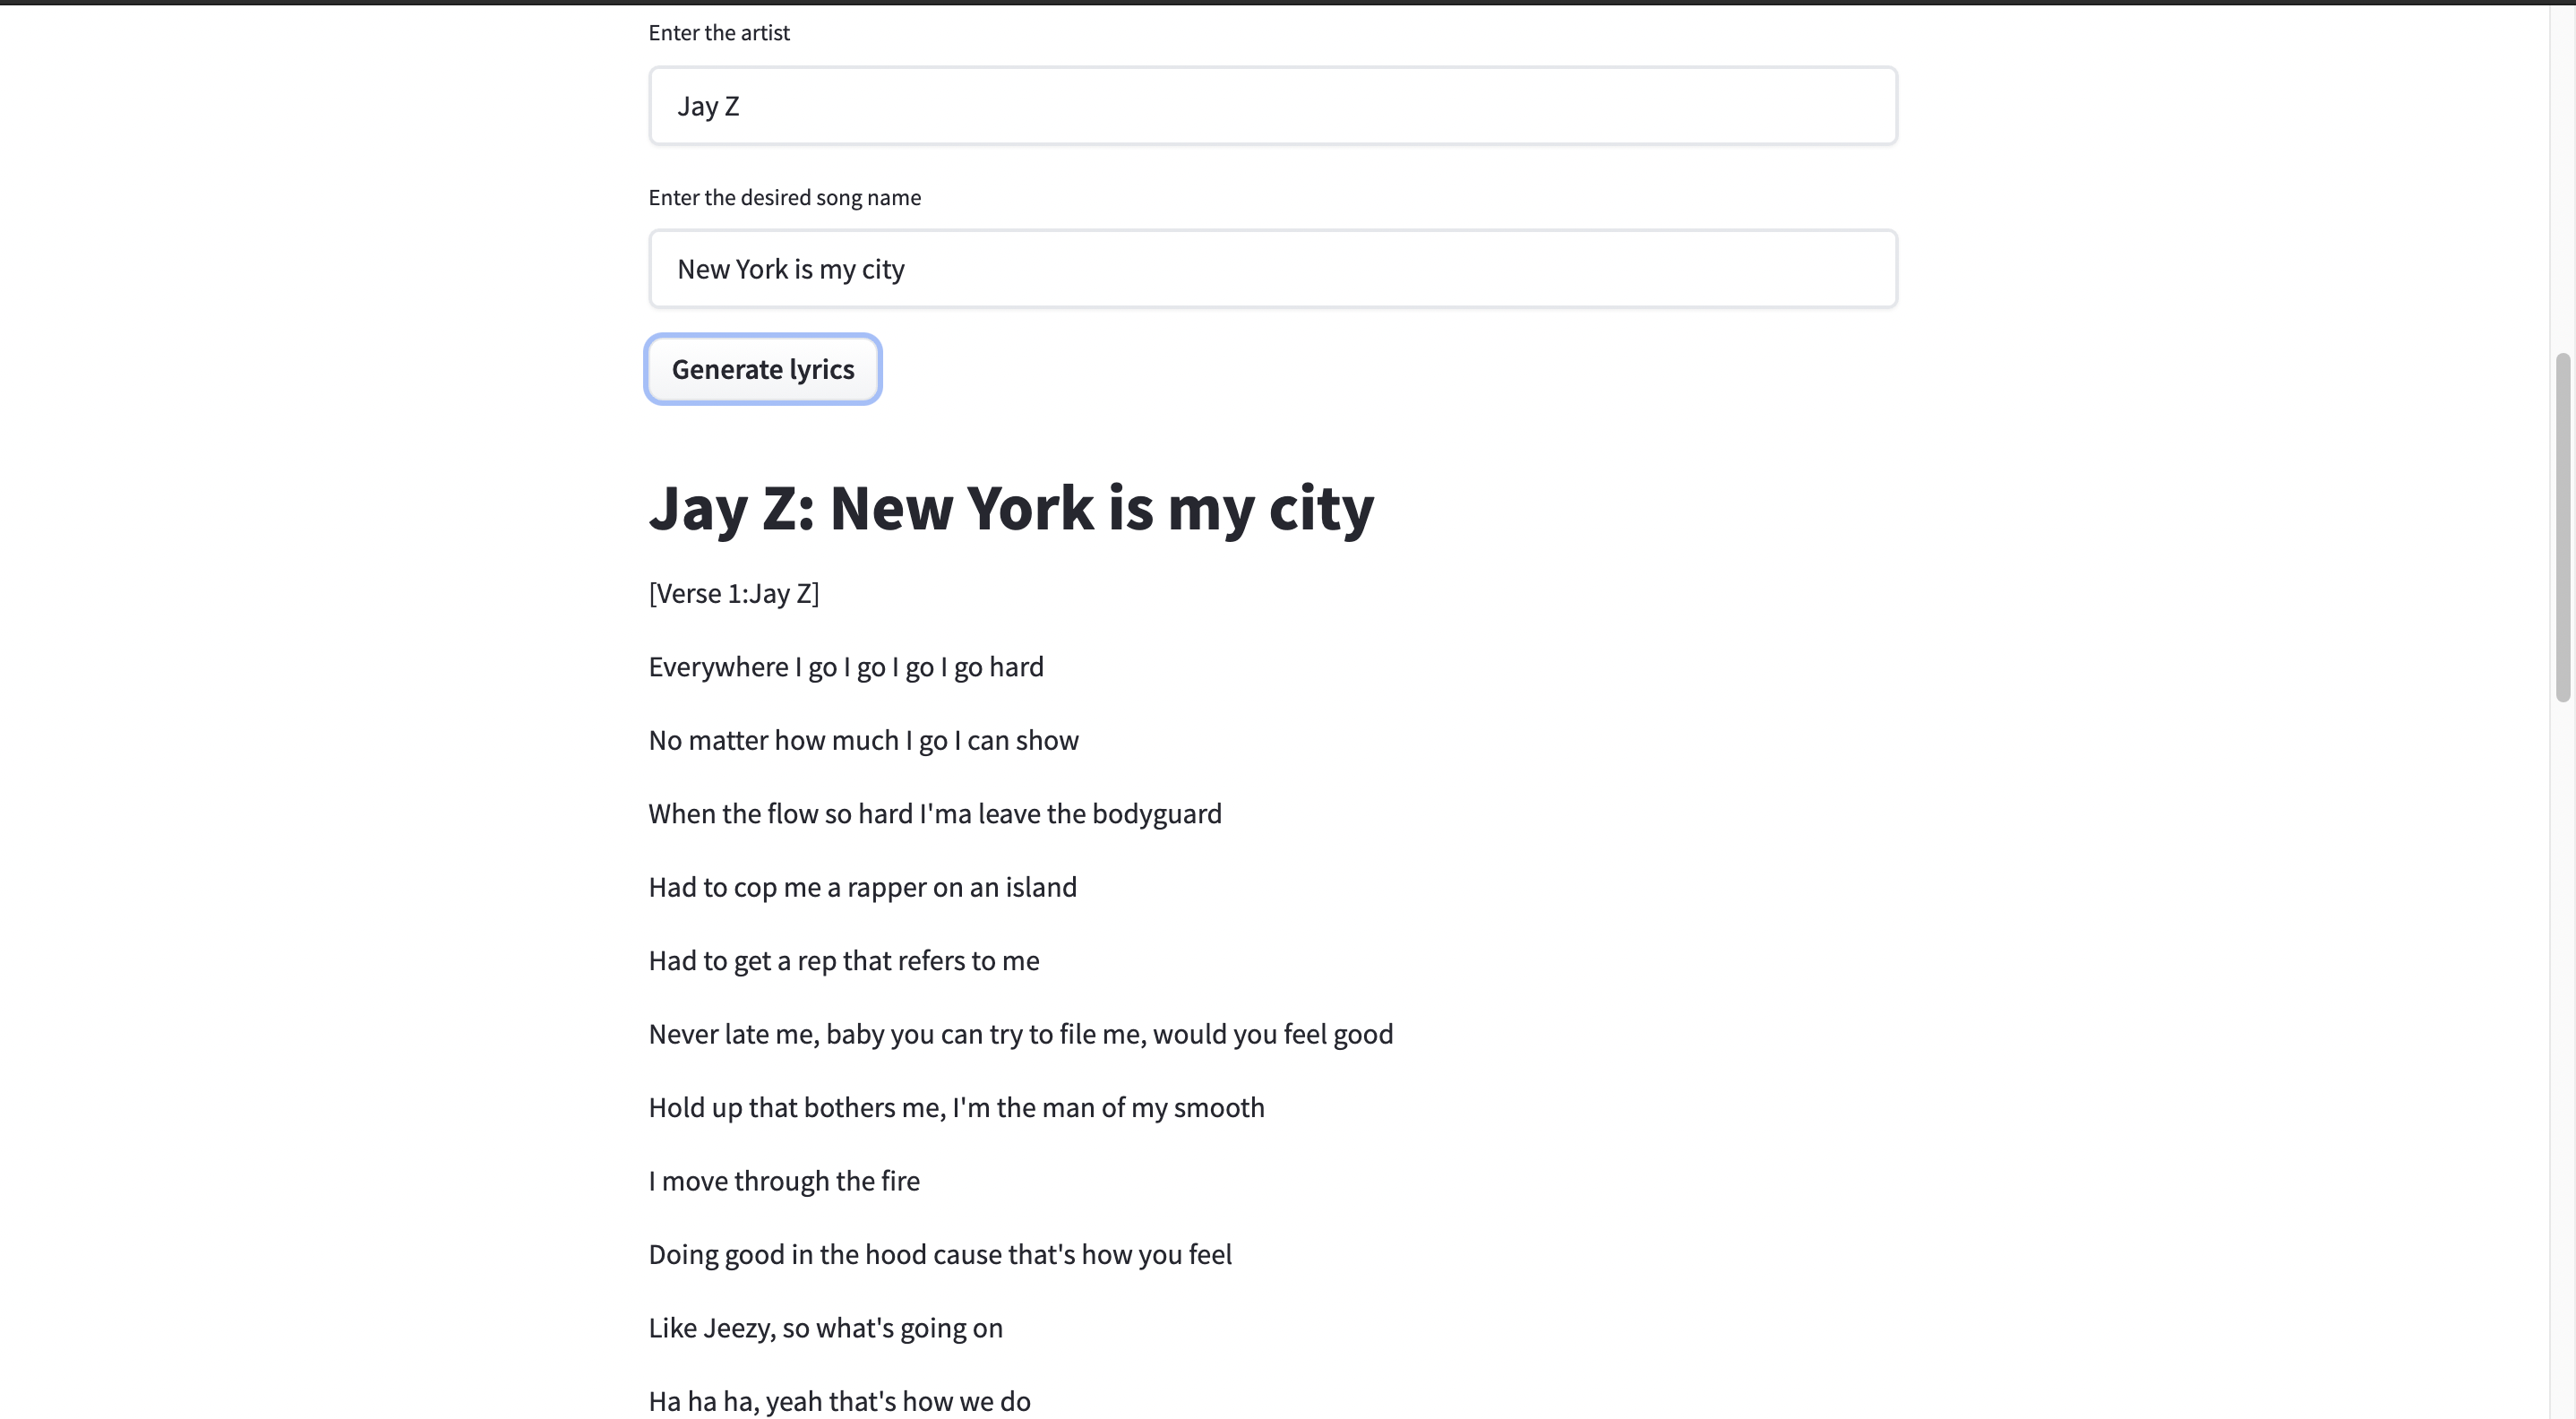 Enter the artist
Jay Z
Enter the desired song name
New York is my city
Generate lyrics
Jay Z: New York is my city
[Verse 1:Jay Z]
Everywhere I go I go I go I go hard
No matter how much I go I can show
When the flow so hard I'ma leave the bodyguard
Had to cop me a rapper on an island
Had to get a rep that refers to me
Never late me, baby you can try to file me, would you feel good
Hold up that bothers me, I'm the man of my smooth
I move through the fire
Doing good in the hood cause that's how you feel
Like Jeezy, so what's going on
Ha ha ha, yeah that's how we do